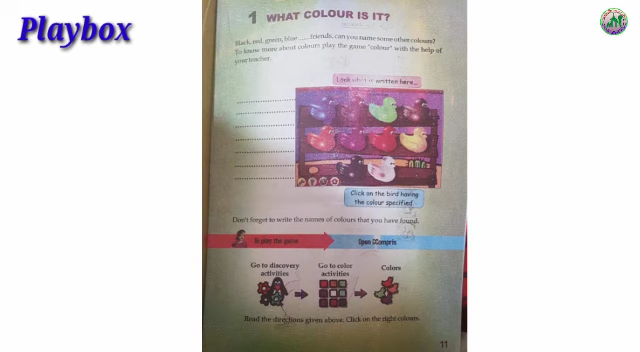 Playbox
1 WHAT COLOUR IS IT?
Black, red, green, blue ..... friends, can you name some other colours?
To know more about colours play the game 'colour' with the help of
your teacher.
Look what is written here...
Click on the bird having
the colour specified.
Don't forget to write the names of colours that you have found.
To play the game
Open GCompris
Go to discovery
activities
Go to color
activities
Colors
Read the directions given above. Click on the right colours.
11